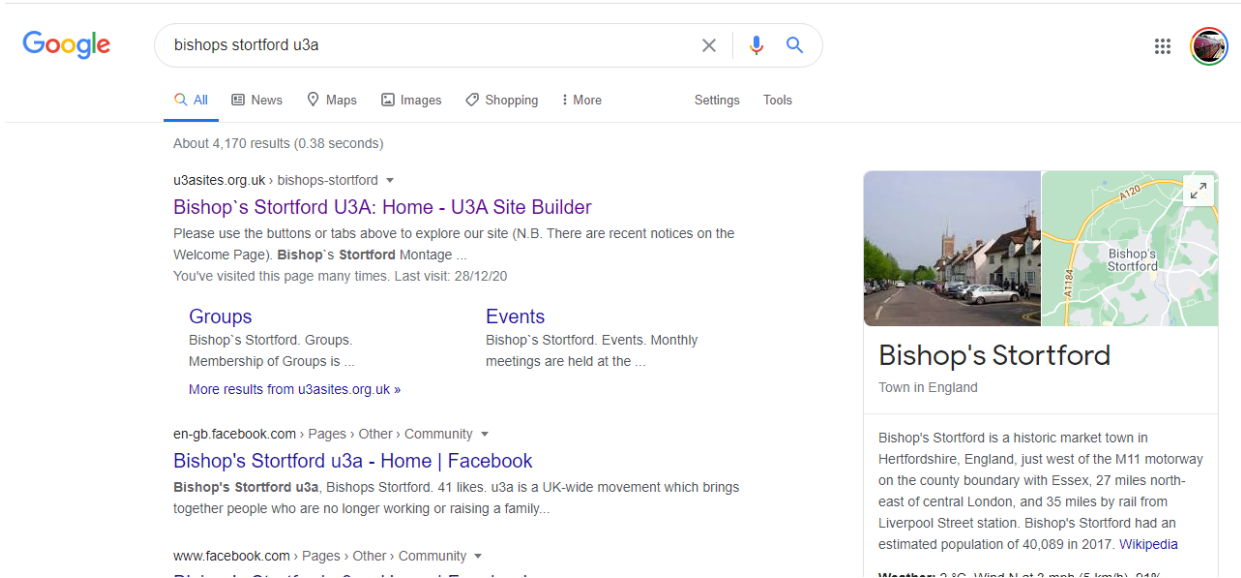 Google
bishops stortford u3a
All News Maps Images Shopping More Settings Tools
About 4,170 results (0.38 seconds)
u3asites.org.uk › bishops-stortford
Bishop`s Stortford U3A: Home - U3A Site Builder
Please use the buttons or tabs above to explore our site (N.B. There are recent notices on the
Welcome Page). Bishop`s Stortford Montage ...
You've visited this page many times. Last visit: 28/12/20
Groups
Bishop`s Stortford. Groups.
Membership of Groups is ...
Events
Bishop`s Stortford. Events. Monthly
meetings are held at the ...
More results from u3asites.org.uk »
en-gb.facebook.com › Pages › Other › Community
Bishop's Stortford u3a - Home | Facebook
Bishop's Stortford u3a, Bishops Stortford. 41 likes. u3a is a UK-wide movement which brings
together people who are no longer working or raising a family...
www.facebook.com › Pages › Other › Community
A120
Bishop's
Stortford
A1184
Bishop's Stortford
Town in England
Bishop's Stortford is a historic market town in
Hertfordshire, England, just west of the M11 motorway
on the county boundary with Essex, 27 miles north-
east of central London, and 35 miles by rail from
Liverpool Street station. Bishop's Stortford had an
estimated population of 40,089 in 2017. Wikipedia
Weather: 2 °C, Wind N at 3 mph (5 km/h), 91%